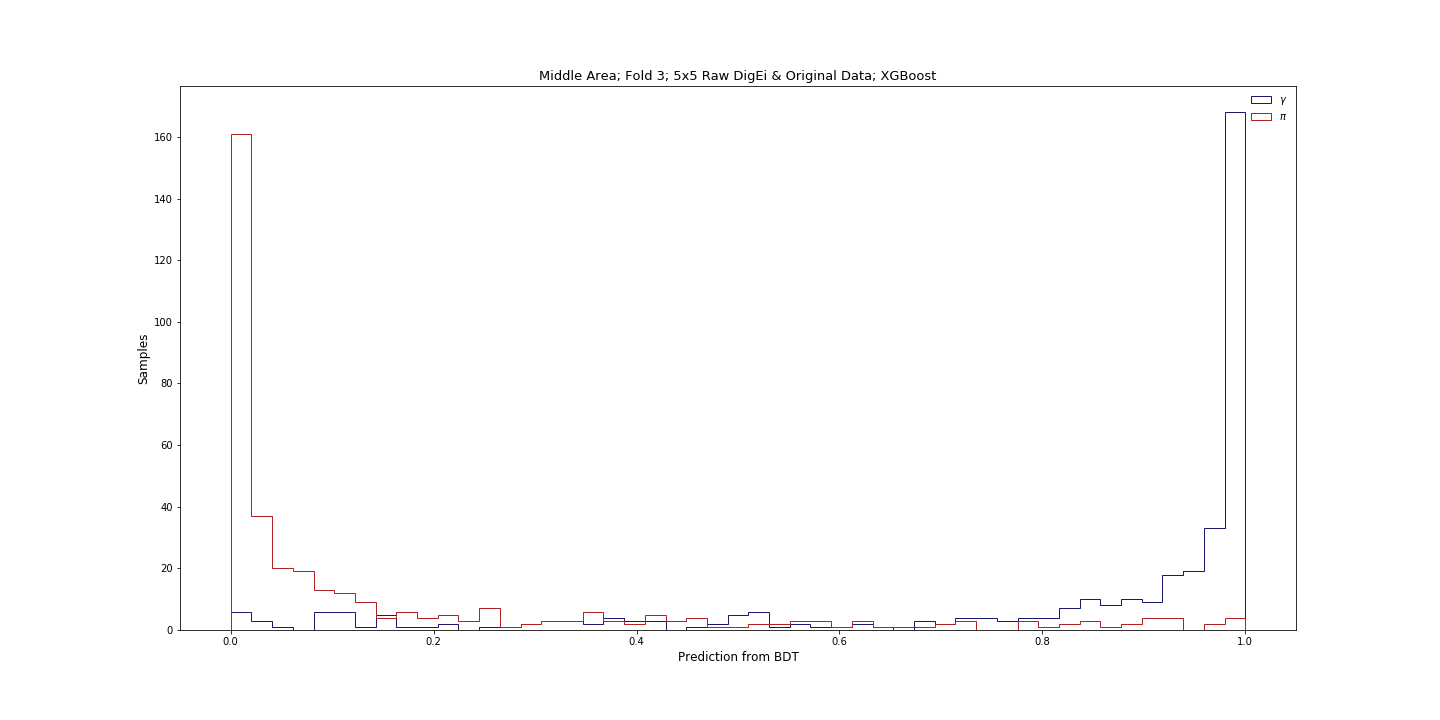 Middle Area; Fold 3; 5x5 Raw DigEi & Original Data; XGBoost
γ
π
160
140
120
100
80
60
40
20
0
Samples
0.0 0.2 0.4 0.6 0.8 1.0
Prediction from BDT